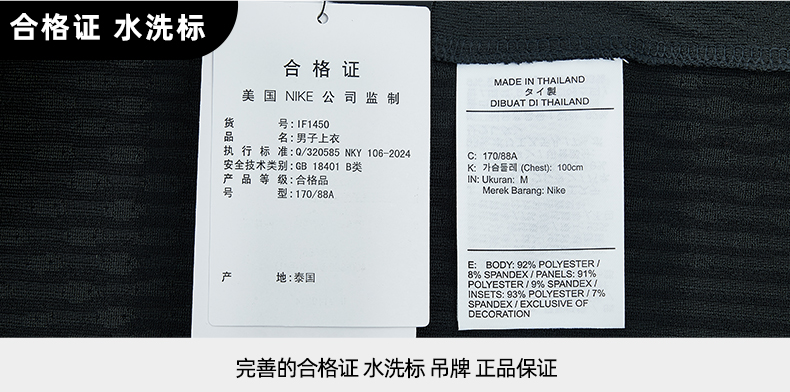 合格证 水洗标
合格证
美国 NIKE 公司监制
货号:IF1450
品名:男子上衣
执行标准:Q/320585 NKY 106-2024
安全技术类别:GB 18401 B类
产品等级:合格品
号型:170/88A
产地:泰国
MADE IN THAILAND
タイ製
DIBUAT DI THAILAND
C: 170/88A
K: 가슴둘레 (Chest): 100cm
IN: Ukuran: M
Merek Barang: Nike
E: BODY: 92% POLYESTER /
8% SPANDEX / PANELS: 91%
POLYESTER / 9% SPANDEX /
INSETS: 93% POLYESTER / 7%
SPANDEX / EXCLUSIVE OF
DECORATION
完善的合格证 水洗标 吊牌 正品保证